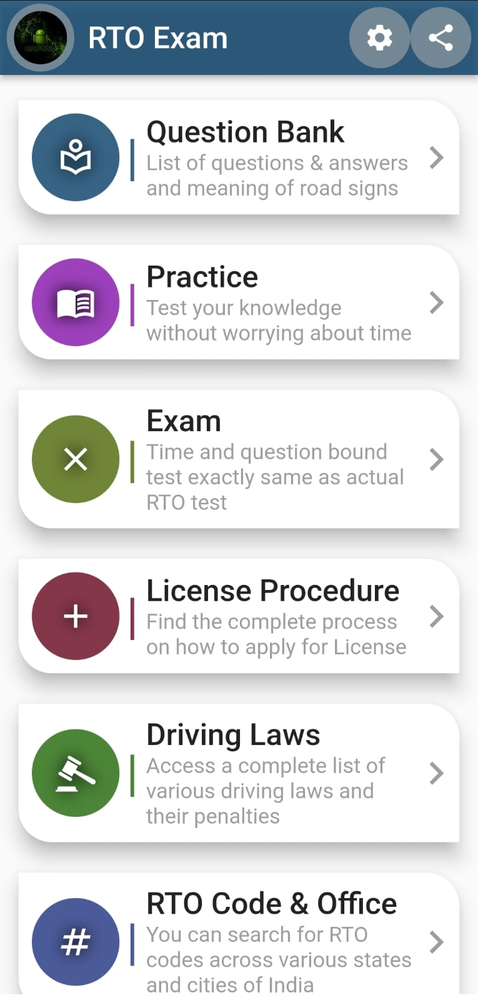 RTO Exam
Question Bank
List of questions & answers
and meaning of road signs
Practice
Test your knowledge
without worrying about time
Exam
Time and question bound
test exactly same as actual
RTO test
License Procedure
Find the complete process
on how to apply for License
Driving Laws
Access a complete list of
various driving laws and
their penalties
#
RTO Code & Office
You can search for RTO
codes across various states
and cities of India